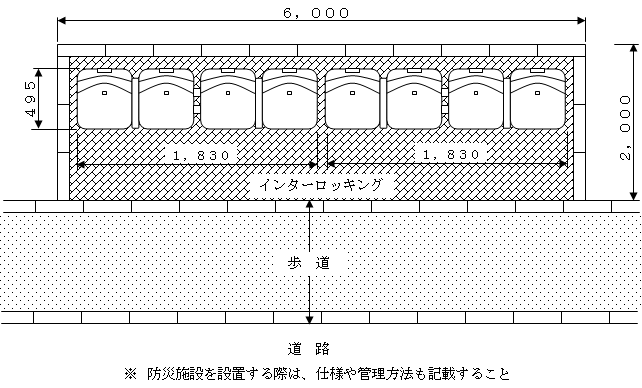 ６，０００
４９５
２，０００
１，８３０
１，８３０
インターロッキング
歩　道
道　路
※ 防災施設を設置する際は、仕様や管理方法も記載すること